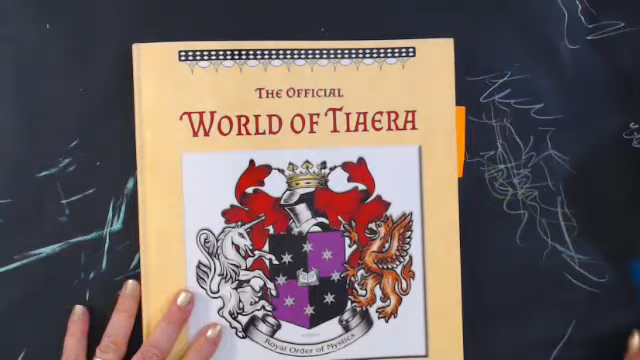 The Official
World of Tiaera
Royal Order of Mystics